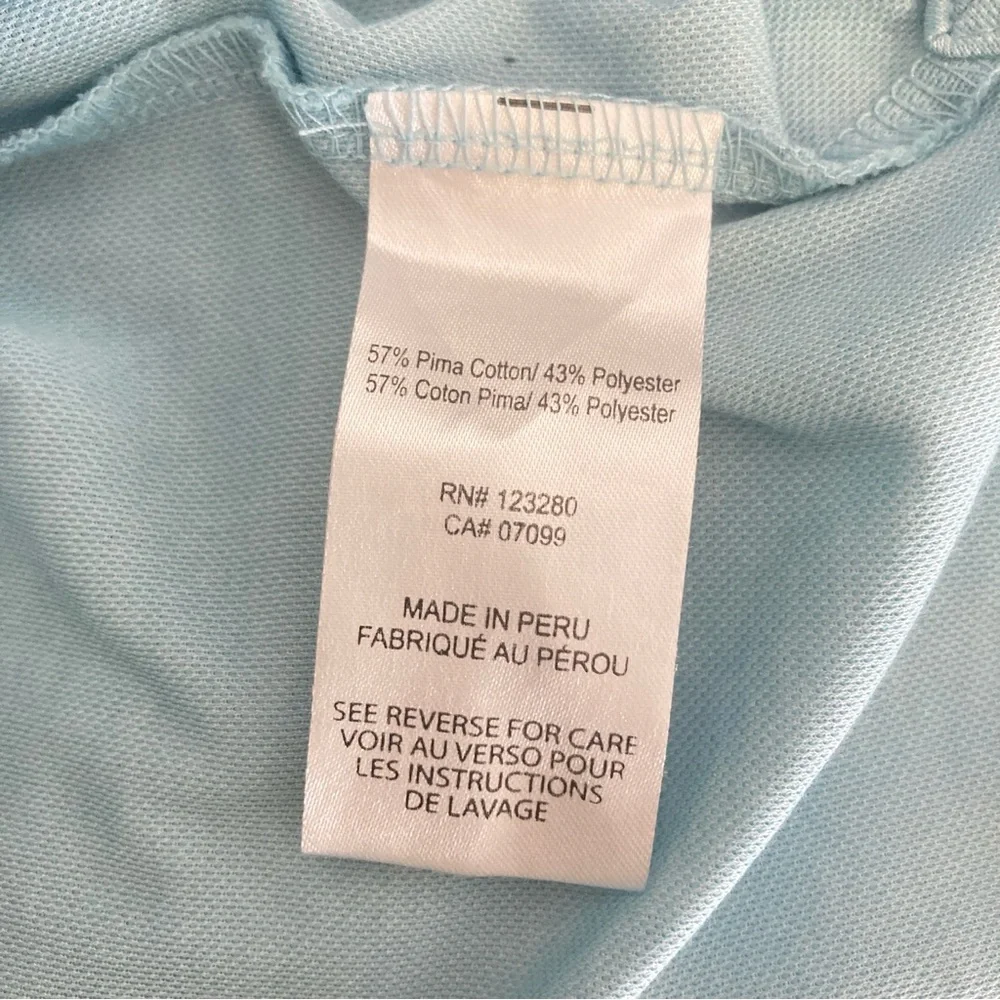 57% Pima Cotton/ 43% Polyester
57% Coton Pima/ 43% Polyester
RN# 123280
CA# 07099
MADE IN PERU
FABRIQUÉ AU PÉROU
SEE REVERSE FOR CARE
VOIR AU VERSO POUR
LES INSTRUCTIONS
DE LAVAGE